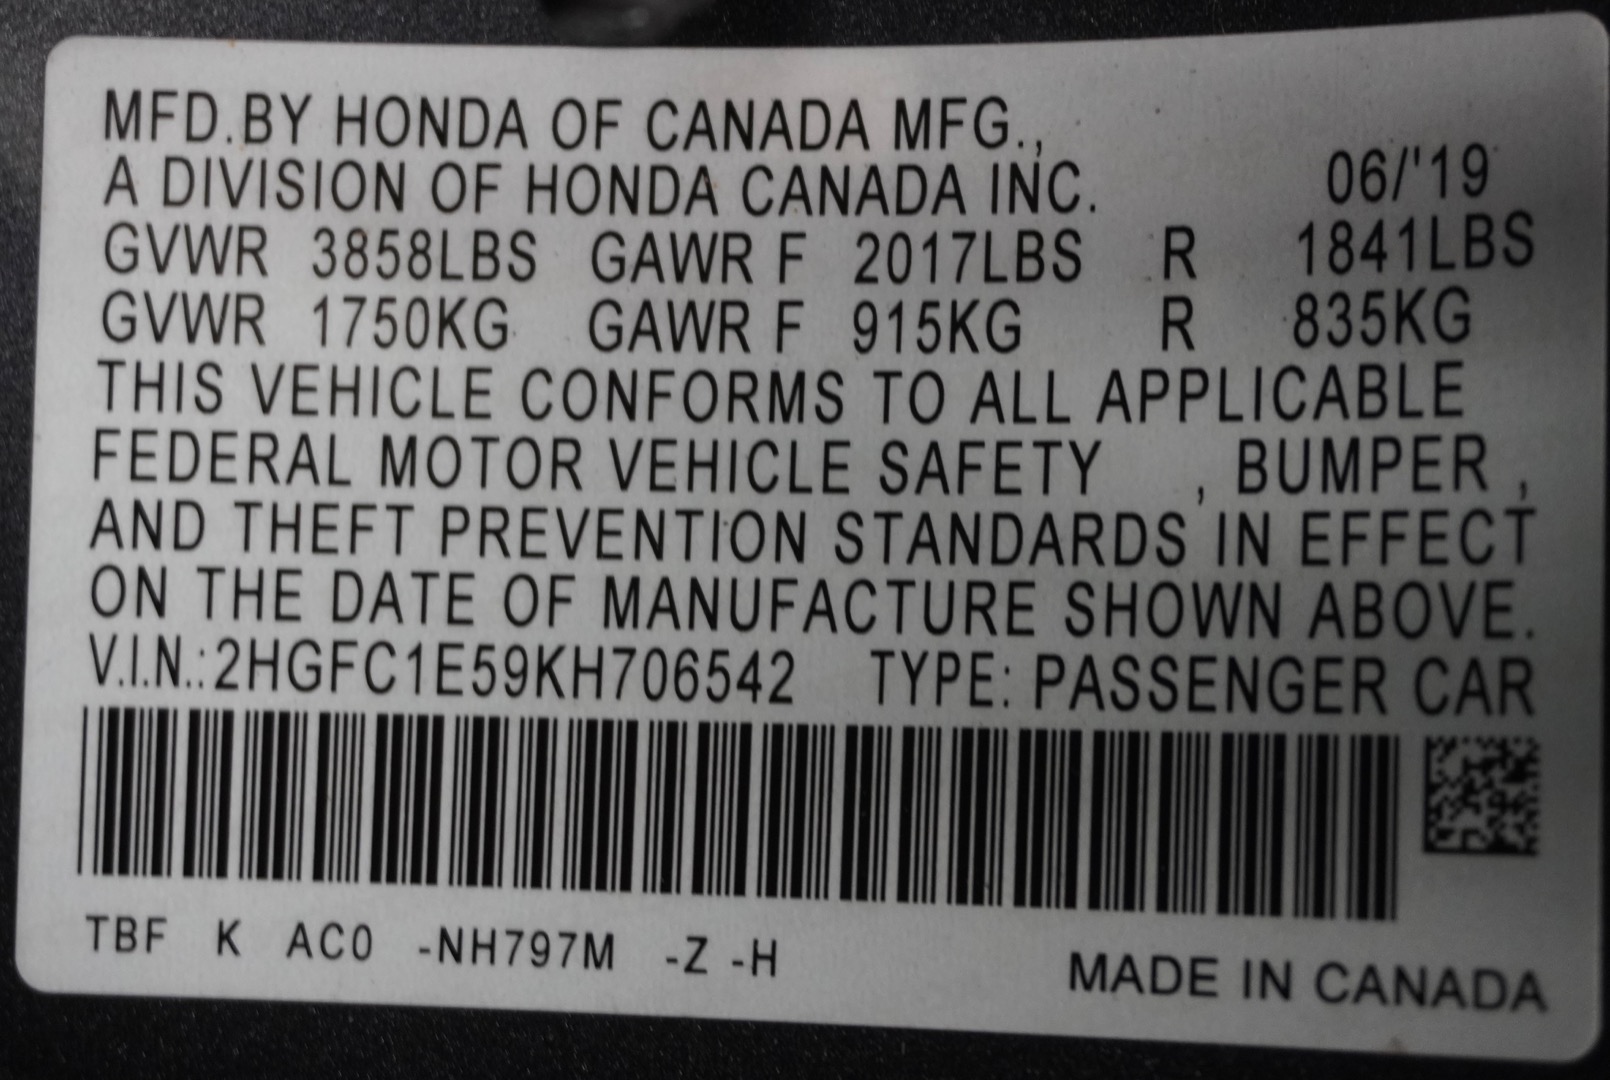 MFD.BY HONDA OF CANADA MFG.,
A DIVISION OF HONDA CANADA INC. 06/'19
GVWR 3858LBS GAWR F 2017LBS R 1841LBS
GVWR 1750KG GAWR F 915KG R 835KG
THIS VEHICLE CONFORMS TO ALL APPLICABLE
FEDERAL MOTOR VEHICLE SAFETY , BUMPER ,
AND THEFT PREVENTION STANDARDS IN EFFECT
ON THE DATE OF MANUFACTURE SHOWN ABOVE.
V.I.N.:2HGFC1E59KH706542 TYPE: PASSENGER CAR
TBF K AC0 -NH797M -Z -H
MADE IN CANADA